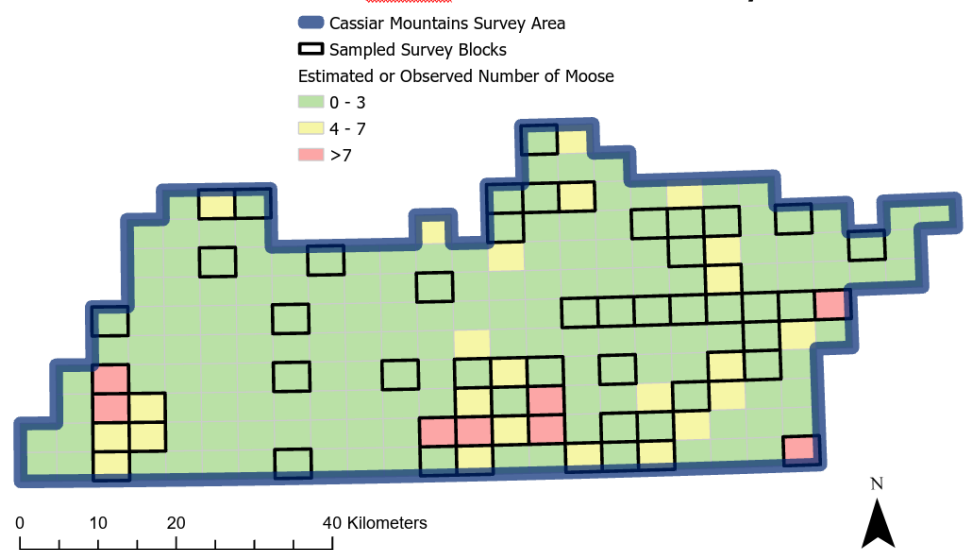 Cassiar Mountains Survey Area
Sampled Survey Blocks
Estimated or Observed Number of Moose
0 - 3
4 - 7
>7
N
0 10 20 40 Kilometers